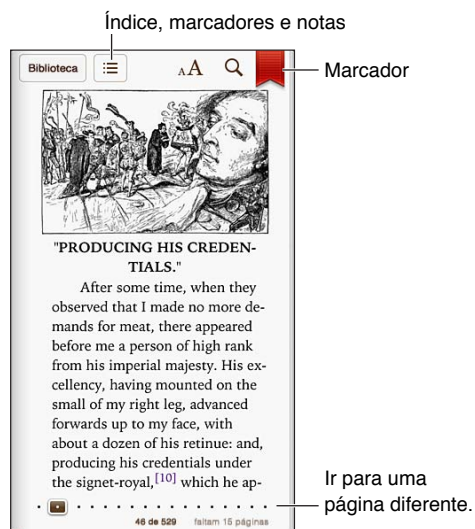 Índice, marcadores e notas
Biblioteca
AA
Marcador
"PRODUCING HIS CREDEN-
TIALS."
After some time, when they
observed that I made no more de-
mands for meat, there appeared
before me a person of high rank
from his imperial majesty. His ex-
cellency, having mounted on the
small of my right leg, advanced
forwards up to my face, with
about a dozen of his retinue: and,
producing his credentials under
the signet-royal,[10] which he ap-
Ir para uma
página diferente.
46 de 529 faltam 15 páginas